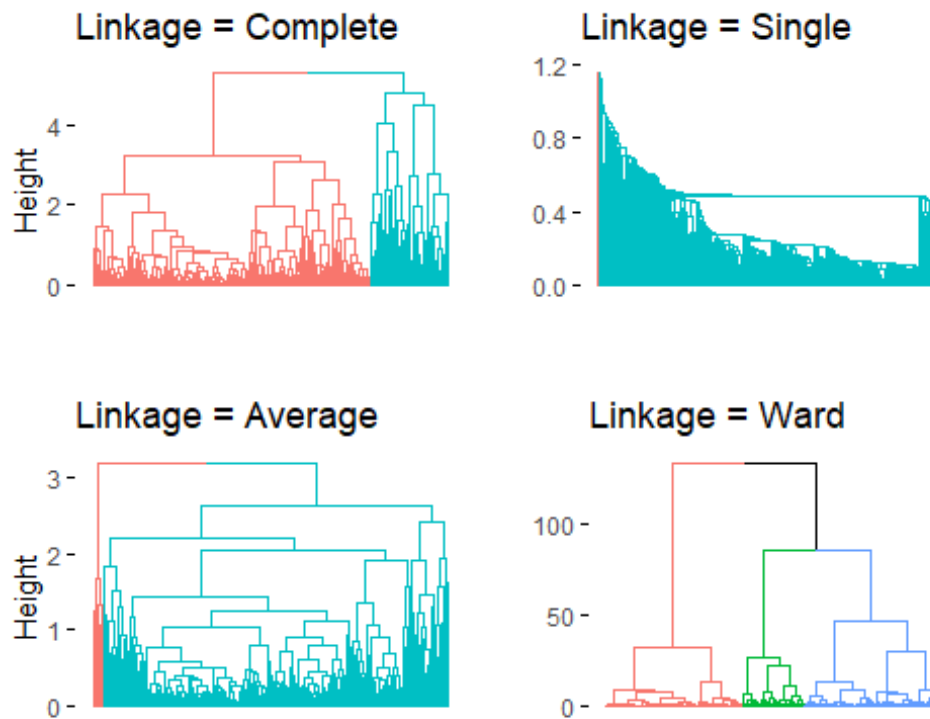 Linkage = Complete
Height
4
2
0
Linkage = Single
1.2
0.8
0.4
0.0
Linkage = Average
Height
3
2
1
0
Linkage = Ward
100
50
0